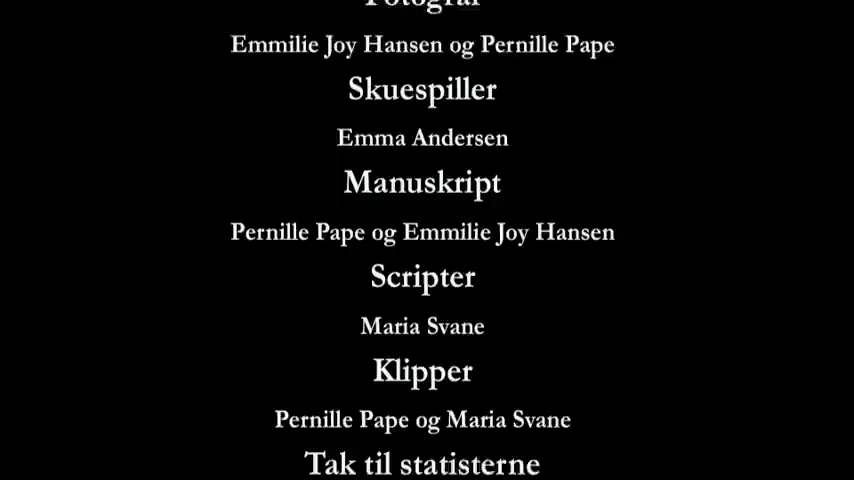 Fotograf
Emmilie Joy Hansen og Pernille Pape
Skuespiller
Emma Andersen
Manuskript
Pernille Pape og Emmilie Joy Hansen
Scripter
Maria Svane
Klipper
Pernille Pape og Maria Svane
Tak til statisterne